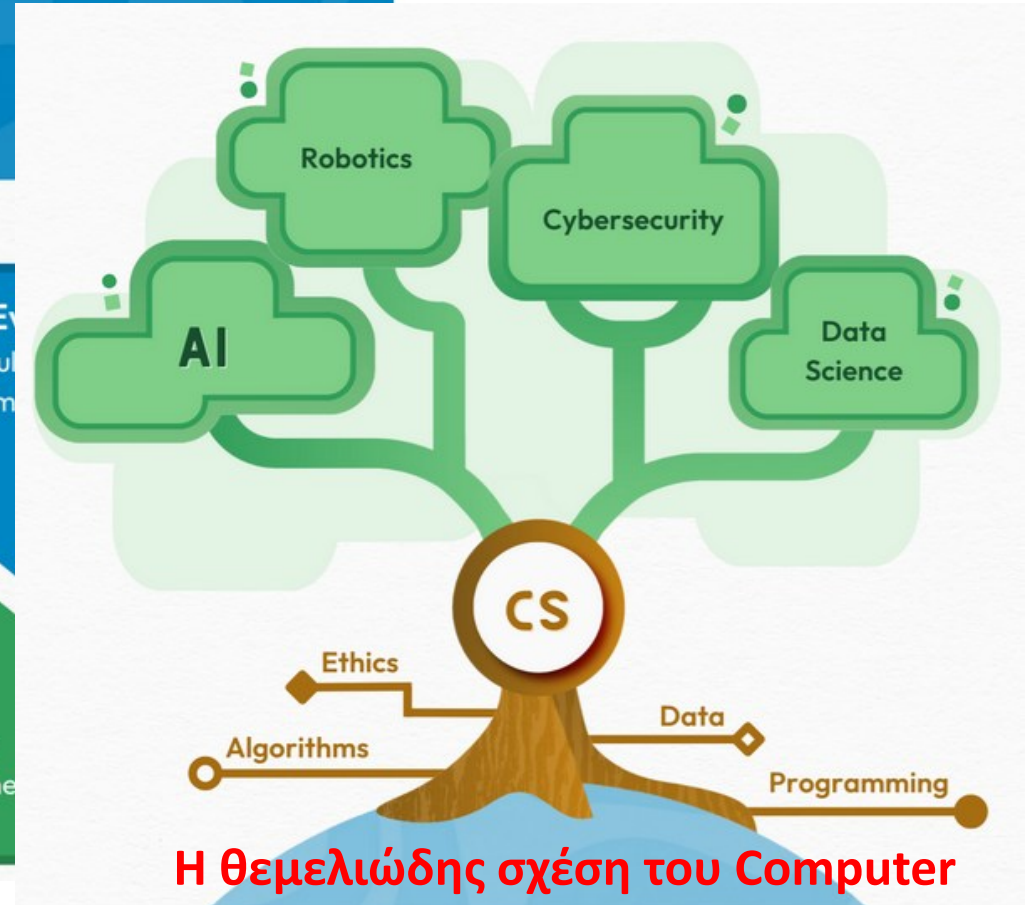 Robotics
Cybersecurity
AI
Data
Science
CS
Ethics
Data
Algorithms
Programming
Η θεμελιώδης σχέση του Computer